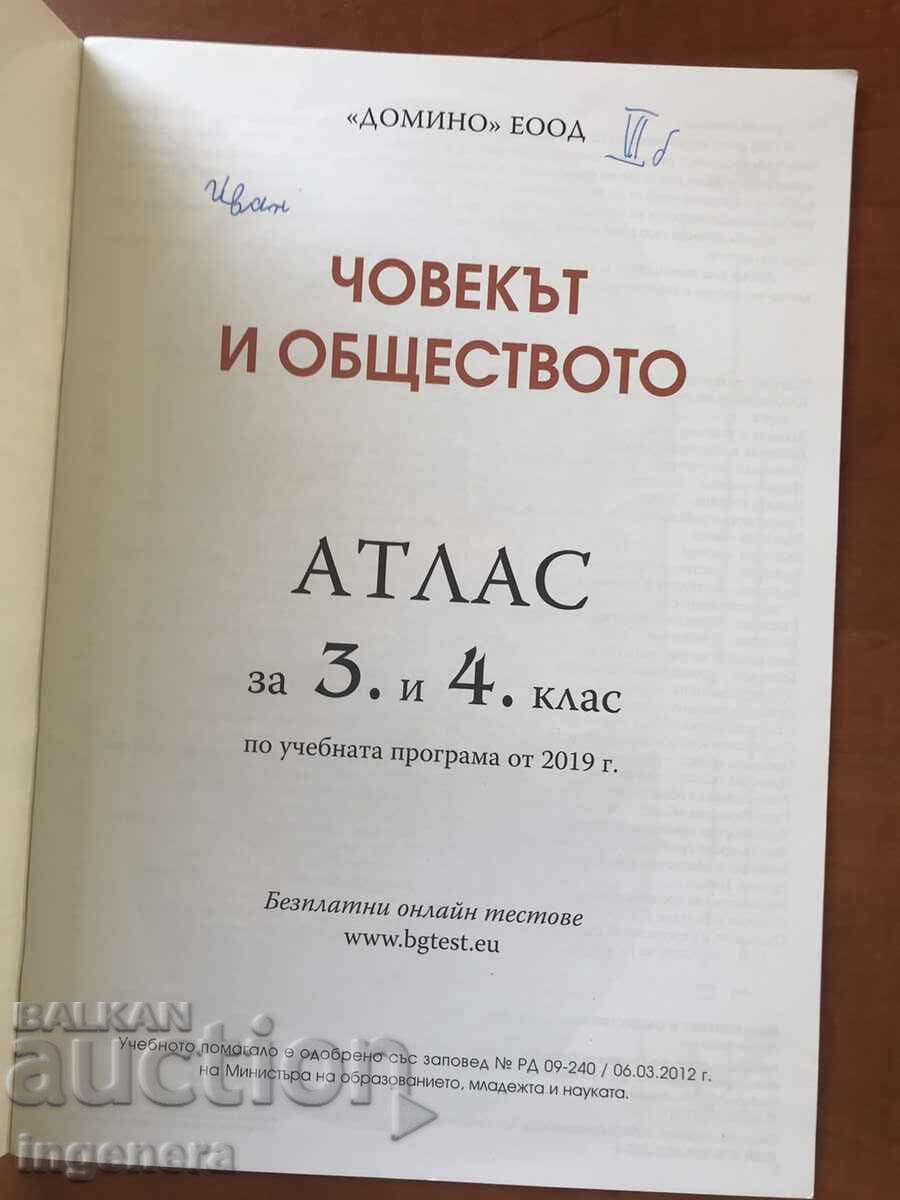 «ДОМИНО» ЕООД
VI б
Иван
ЧОВЕКЪТ
И ОБЩЕСТВОТО
АТЛАС
за 3. и 4. клас
по учебната програма от 2019 г.
Безплатни онлайн тестове
www.bgtest.eu
Учебното помагало е одобрено със заповед № РД 09-240 / 06.03.2012 г.
на Министъра на образованието, младежта и науката.
BALKAN
auction
ingenera